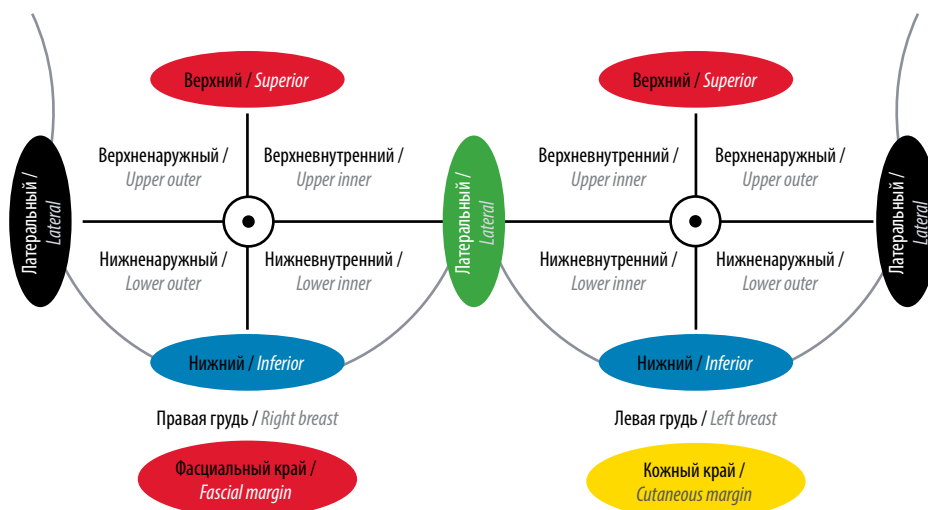 Верхний / Superior
Верхний / Superior
Верхненаружный /
Upper outer
Верхневнутренний /
Upper inner
Верхневнутренний /
Upper inner
Верхненаружный /
Upper outer
Латеральный /
Lateral
Латеральный /
Lateral
Латеральный /
Lateral
Нижненаружный /
Lower outer
Нижневнутренний /
Lower inner
Нижневнутренний /
Lower inner
Нижненаружный /
Lower outer
Нижний / Inferior
Нижний / Inferior
Правая грудь / Right breast
Левая грудь / Left breast
Фасциальный край /
Fascial margin
Кожный край /
Cutaneous margin